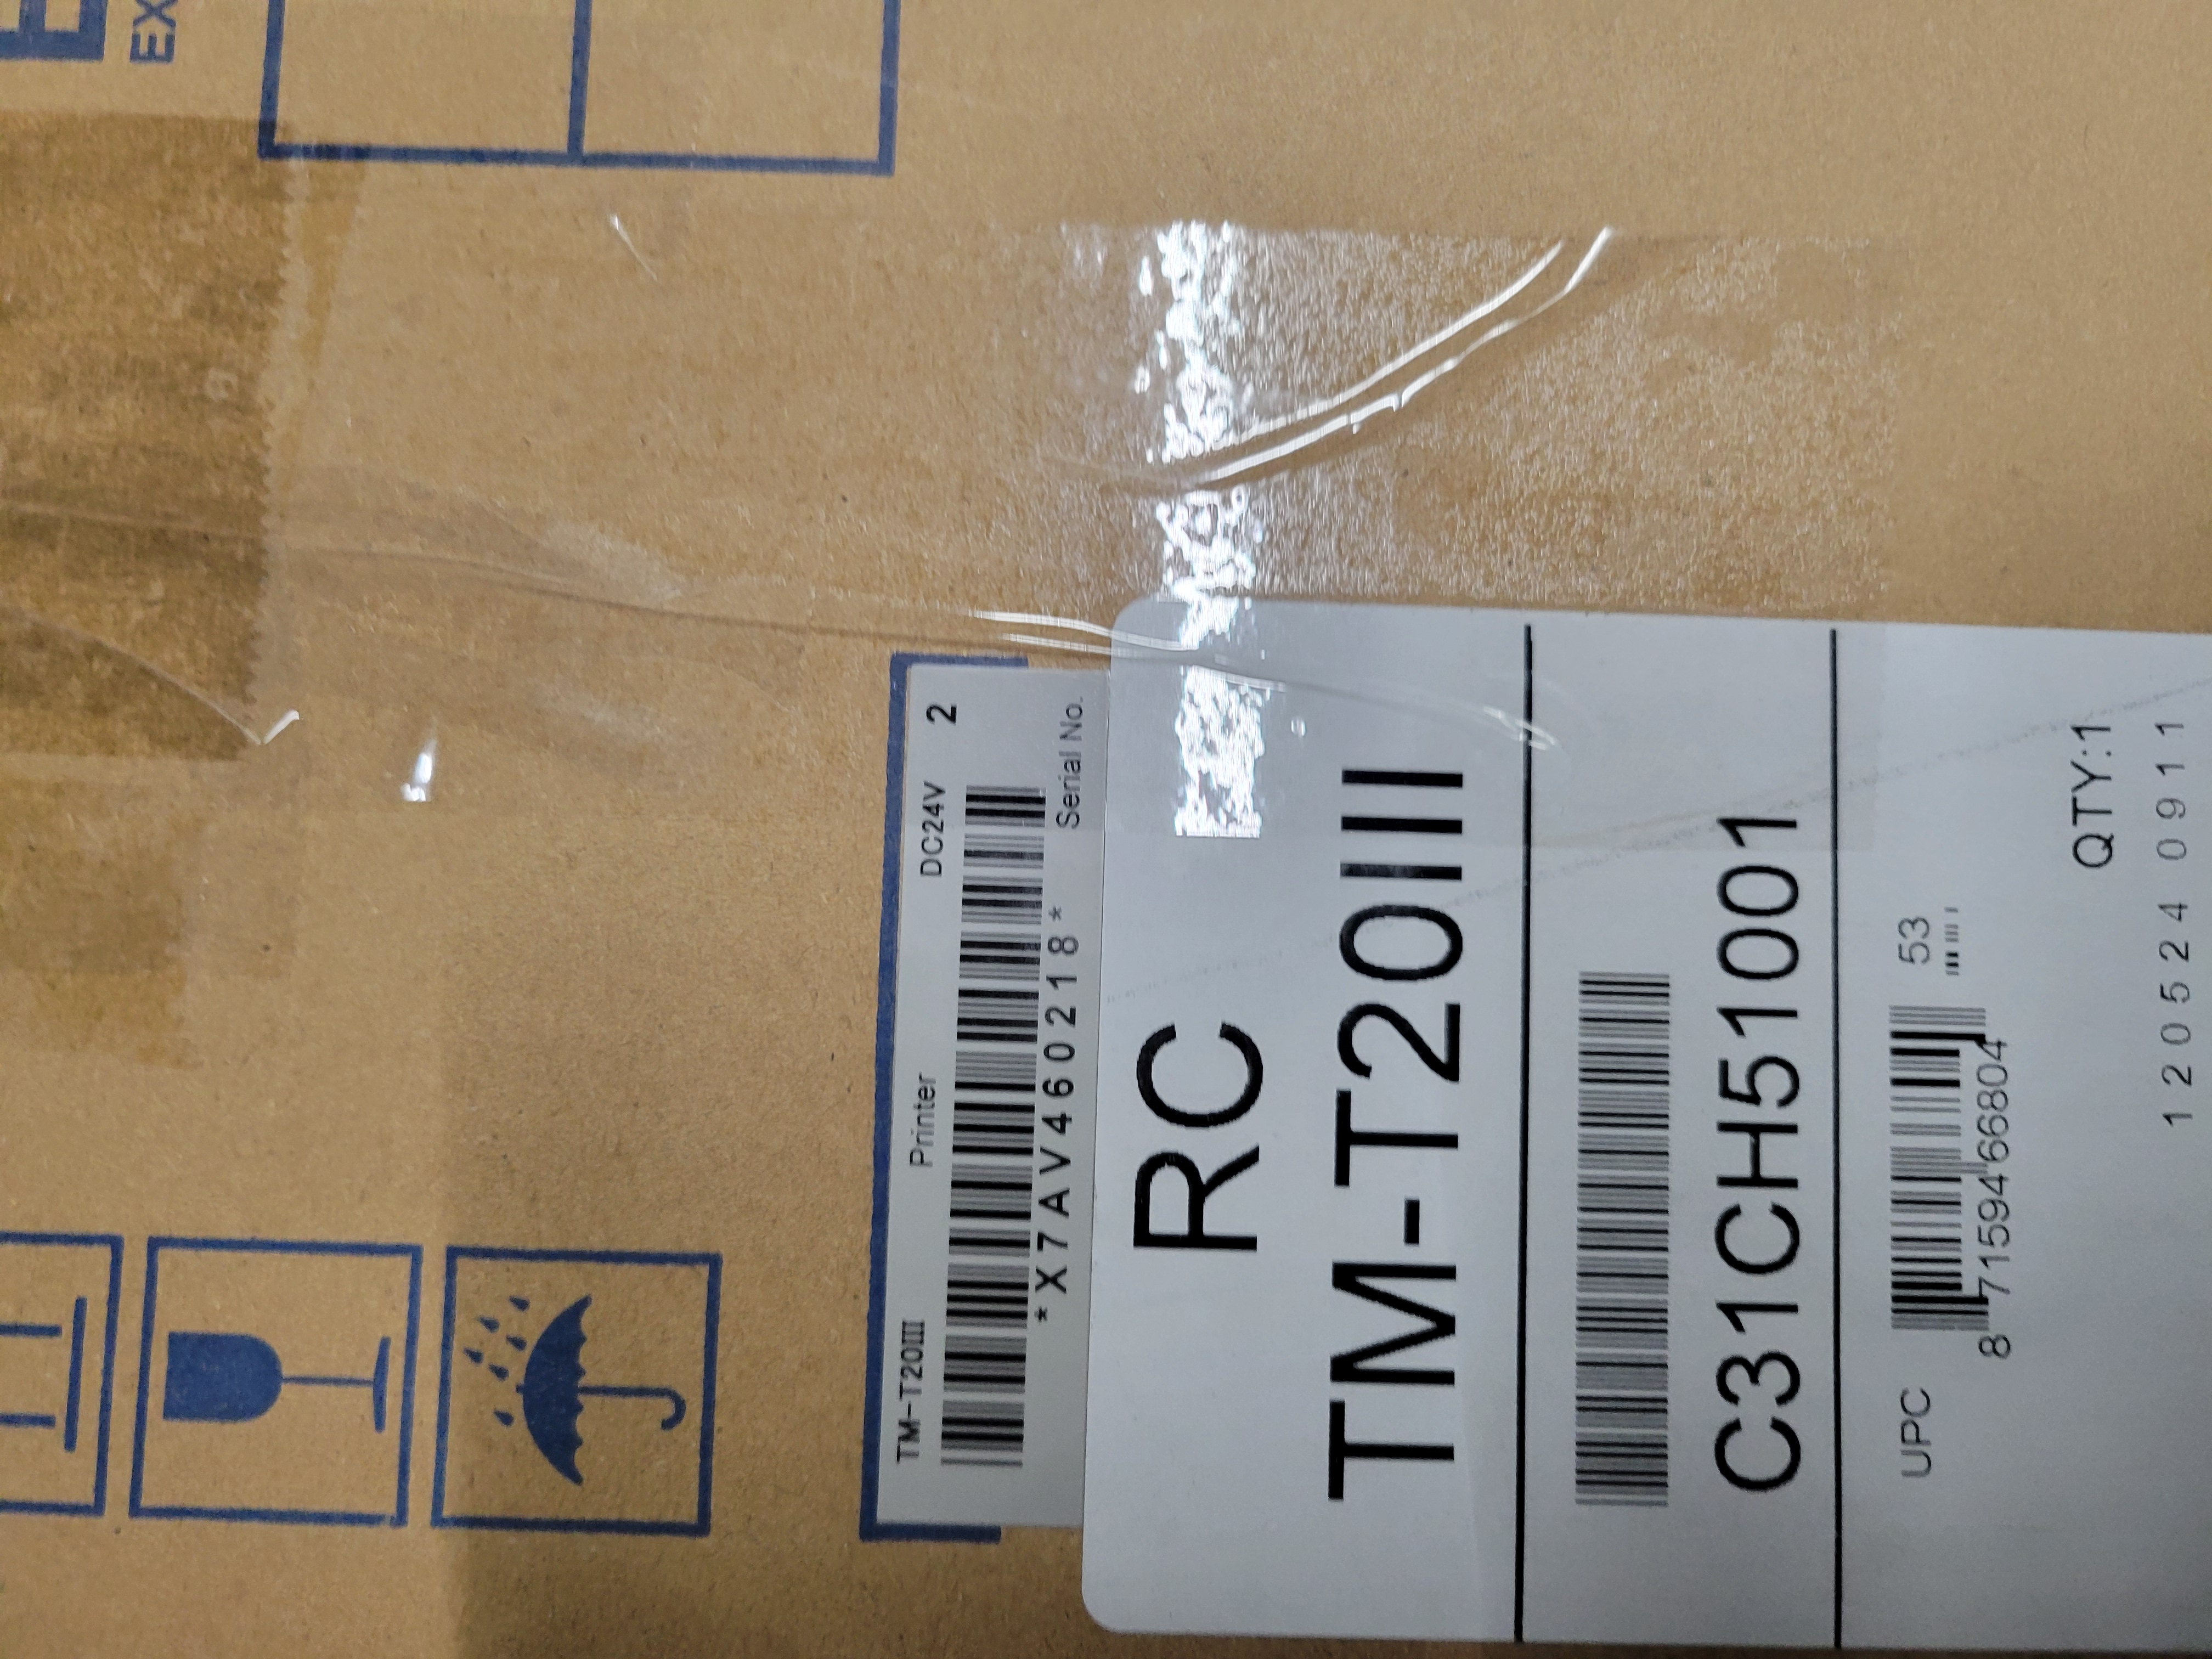 EX
TM-T20III Printer DC24V 2
*X7AV460218*
Serial No.
RC
TM-T20III
C31CH51001
UPC
8 71594 66804 53
QTY:1
120524 0911